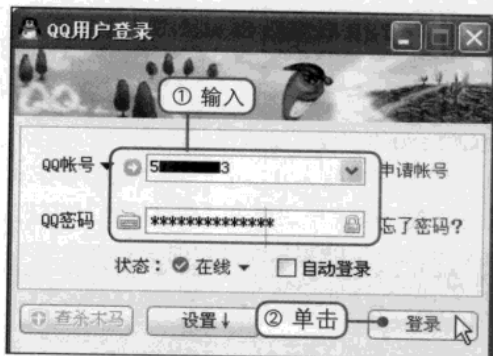 QQ用户登录
① 输入
QQ帐号 5 3 申请帐号
QQ密码 ************** 忘了密码?
状态: 在线 自动登录
查杀木马 设置↓ ② 单击 登录